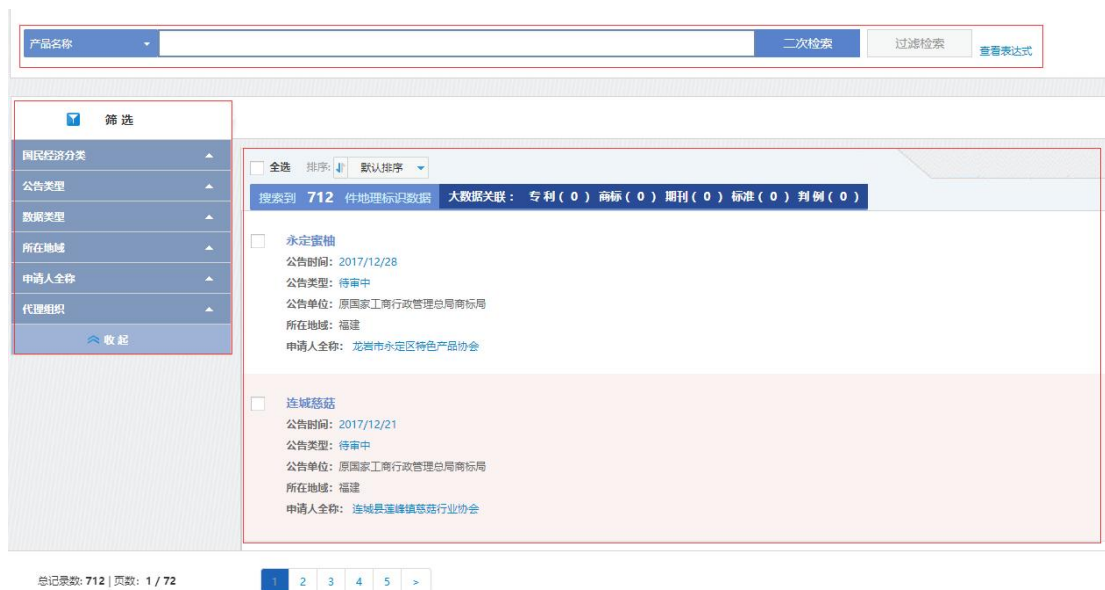 产品名称
二次检索
过滤检索
查看表达式
筛 选
国民经济分类
公告类型
数据类型
所在地域
申请人全称
代理组织
收 起
全选 排序: 默认排序
搜索到 712 件地理标识数据 大数据关联： 专 利 ( 0 ) 商标 ( 0 ) 期刊 ( 0 ) 标准 ( 0 ) 判 例 ( 0 )
永定蜜柚
公告时间：2017/12/28
公告类型：待审中
公告单位：原国家工商行政管理总局商标局
所在地域：福建
申请人全称： 龙岩市永定区特色产品协会
连城慈菇
公告时间：2017/12/21
公告类型：待审中
公告单位：原国家工商行政管理总局商标局
所在地域：福建
申请人全称： 连城县莲峰镇慈菇行业协会
总记录数: 712 | 页数: 1 / 72
1 2 3 4 5 >